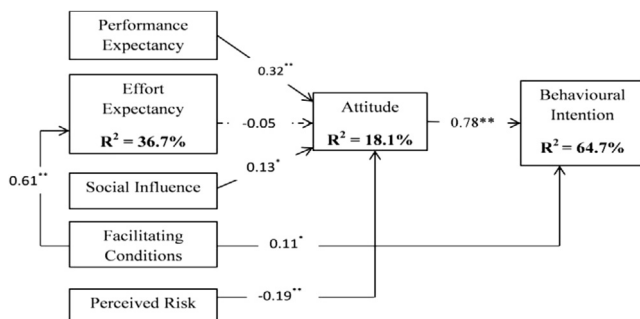 Performance
Expectancy
0.32**
Effort
Expectancy
R² = 36.7%
-0.05
Attitude
R² = 18.1%
0.78**
Behavioural
Intention
R² = 64.7%
0.13*
0.61**
Social Influence
Facilitating
Conditions
0.11*
Perceived Risk
-0.19**